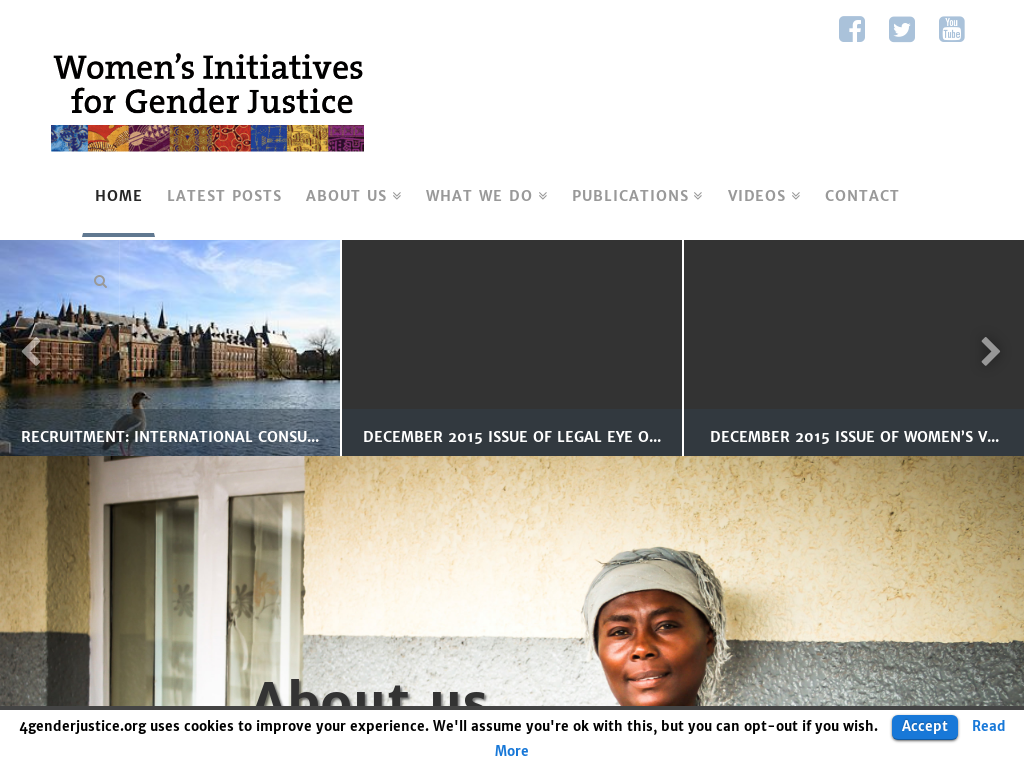 Women's Initiatives
for Gender Justice
HOME LATEST POSTS ABOUT US WHAT WE DO PUBLICATIONS VIDEOS CONTACT
RECRUITMENT: INTERNATIONAL CONSU... DECEMBER 2015 ISSUE OF LEGAL EYE O... DECEMBER 2015 ISSUE OF WOMEN'S V...
About us
4genderjustice.org uses cookies to improve your experience. We'll assume you're ok with this, but you can opt-out if you wish. Accept Read
More